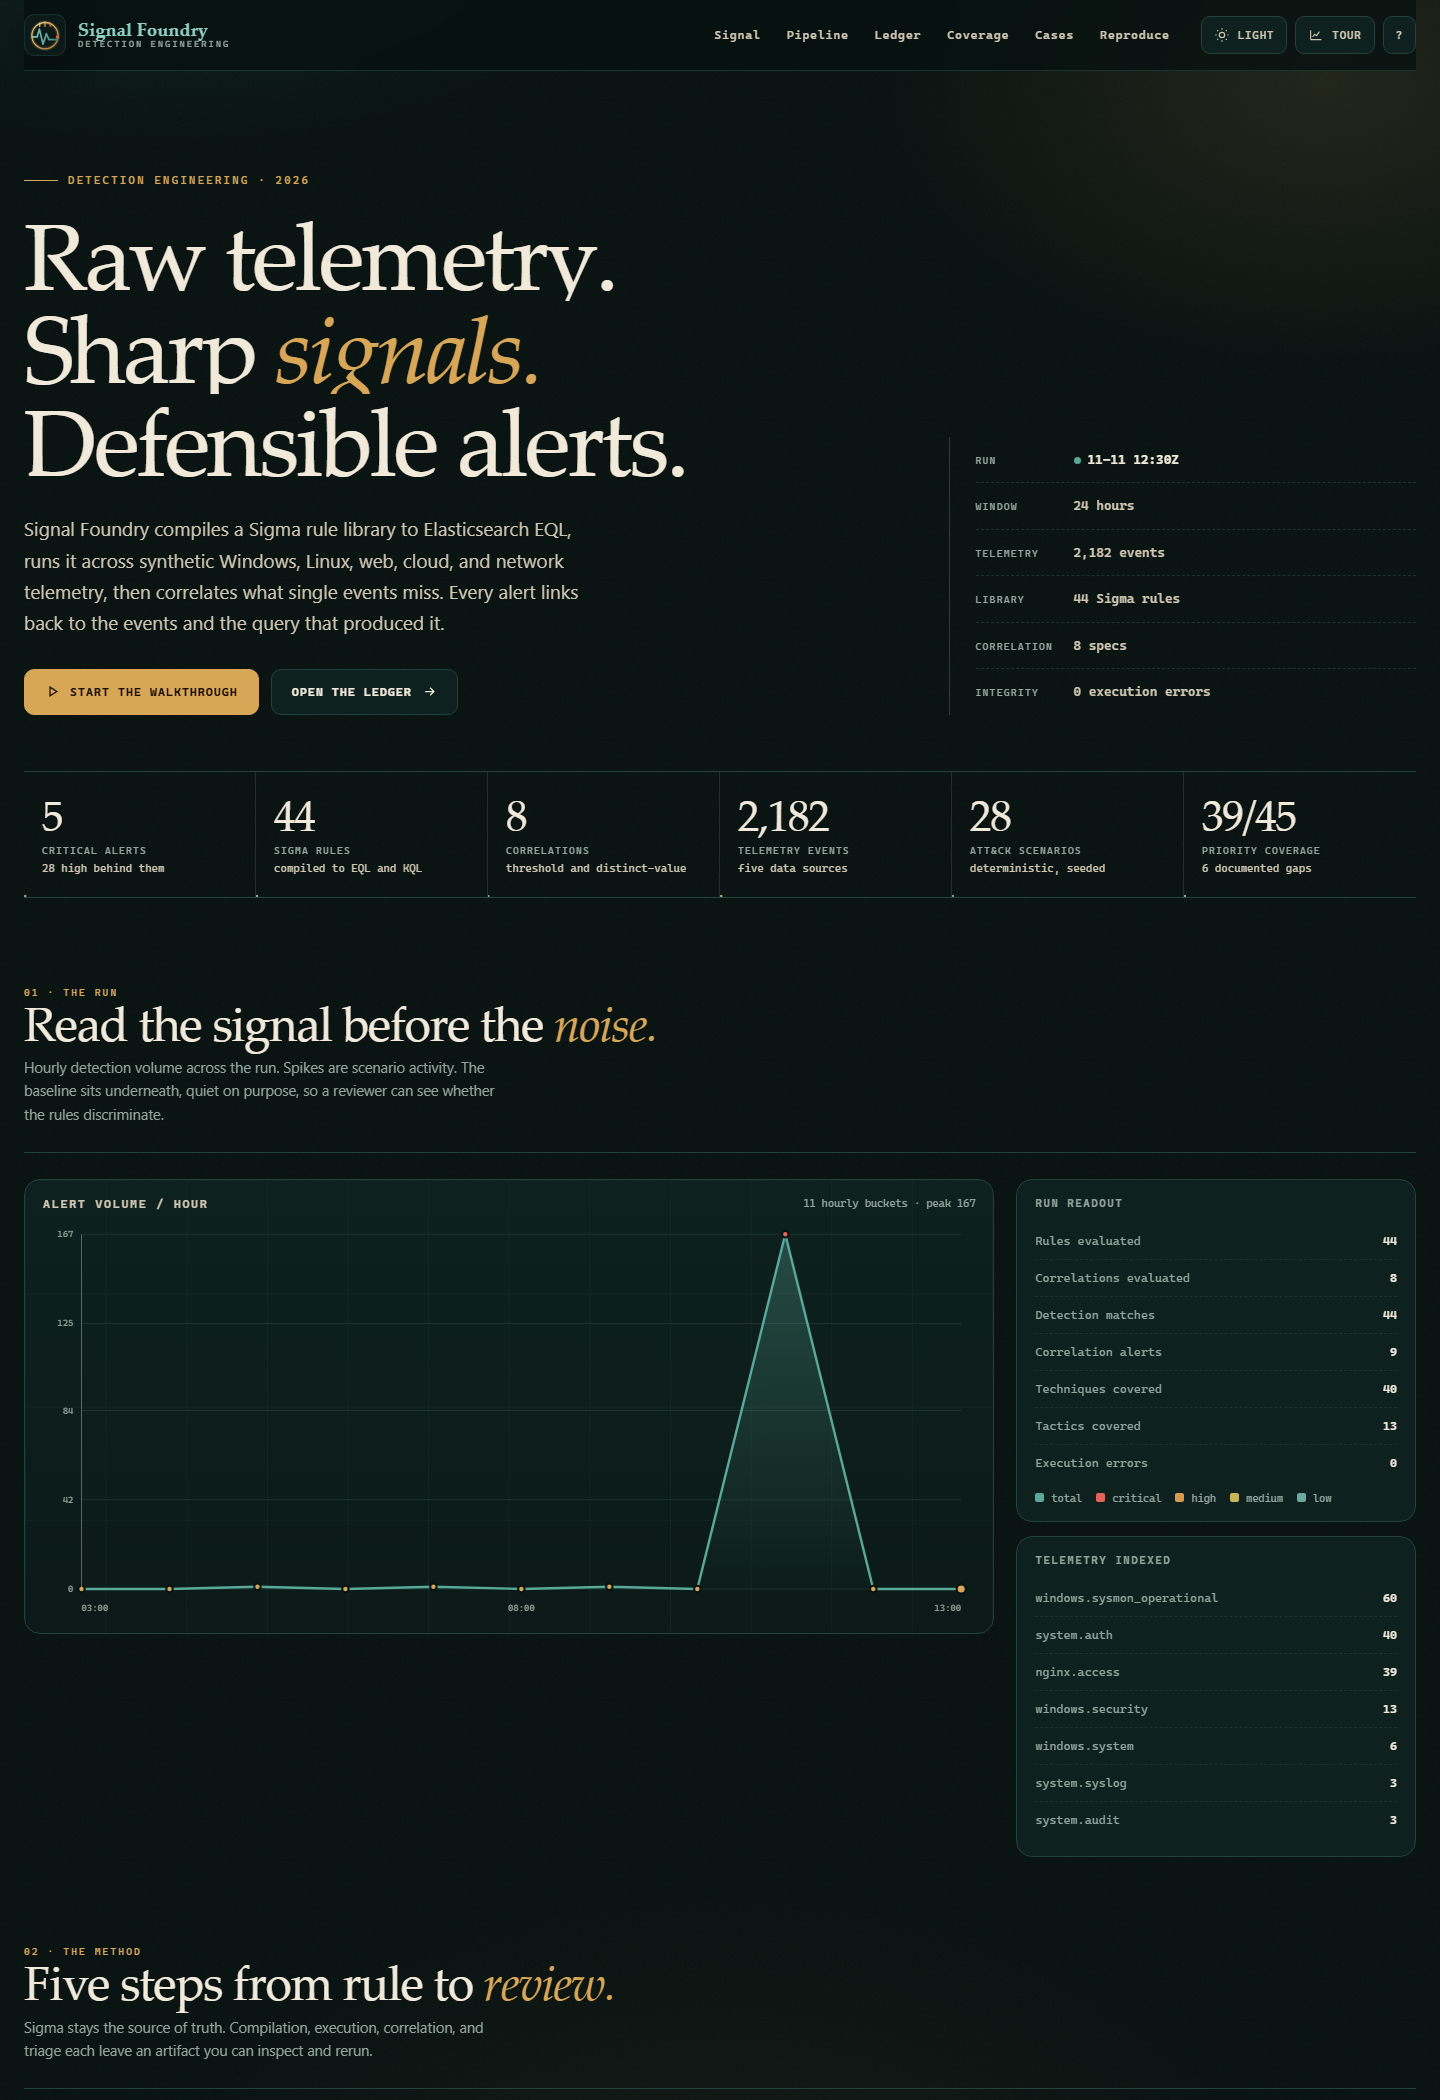 Signal Foundry
DETECTION ENGINEERING
Signal Pipeline Ledger Coverage Cases Reproduce LIGHT TOUR ?
DETECTION ENGINEERING · 2026
Raw telemetry.
Sharp signals.
Defensible alerts.
Signal Foundry compiles a Sigma rule library to Elasticsearch EQL,
runs it across synthetic Windows, Linux, web, cloud, and network
telemetry, then correlates what single events miss. Every alert links
back to the events and the query that produced it.
START THE WALKTHROUGH
OPEN THE LEDGER →
RUN 11-11 12:30Z
WINDOW 24 hours
TELEMETRY 2,182 events
LIBRARY 44 Sigma rules
CORRELATION 8 specs
INTEGRITY 0 execution errors
5
CRITICAL ALERTS
28 high behind them
44
SIGMA RULES
compiled to EQL and KQL
8
CORRELATIONS
threshold and distinct-value
2,182
TELEMETRY EVENTS
five data sources
28
ATT&CK SCENARIOS
deterministic, seeded
39/45
PRIORITY COVERAGE
6 documented gaps
01 · THE RUN
Read the signal before the noise.
Hourly detection volume across the run. Spikes are scenario activity. The
baseline sits underneath, quiet on purpose, so a reviewer can see whether
the rules discriminate.
ALERT VOLUME / HOUR
11 hourly buckets · peak 167
167
125
84
42
0
03:00 08:00 13:00
RUN READOUT
Rules evaluated 44
Correlations evaluated 8
Detection matches 44
Correlation alerts 9
Techniques covered 40
Tactics covered 13
Execution errors 0
total critical high medium low
TELEMETRY INDEXED
windows.sysmon_operational 60
system.auth 40
nginx.access 39
windows.security 13
windows.system 6
system.syslog 3
system.audit 3
02 · THE METHOD
Five steps from rule to review.
Sigma stays the source of truth. Compilation, execution, correlation, and
triage each leave an artifact you can inspect and rerun.